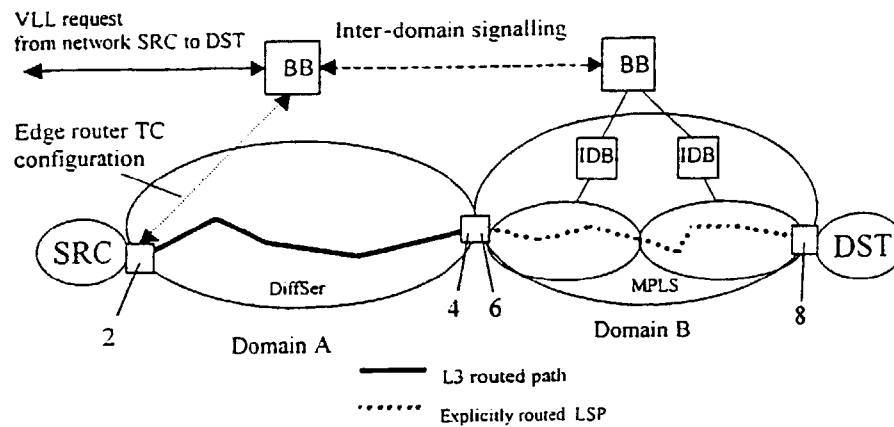 VLL request
from network SRC to DST
Inter-domain signalling
BB
BB
Edge router TC
configuration
IDB
IDB
SRC
DST
DiffSer
MPLS
2
4
6
8
Domain A
Domain B
L3 routed path
Explicitly routed LSP